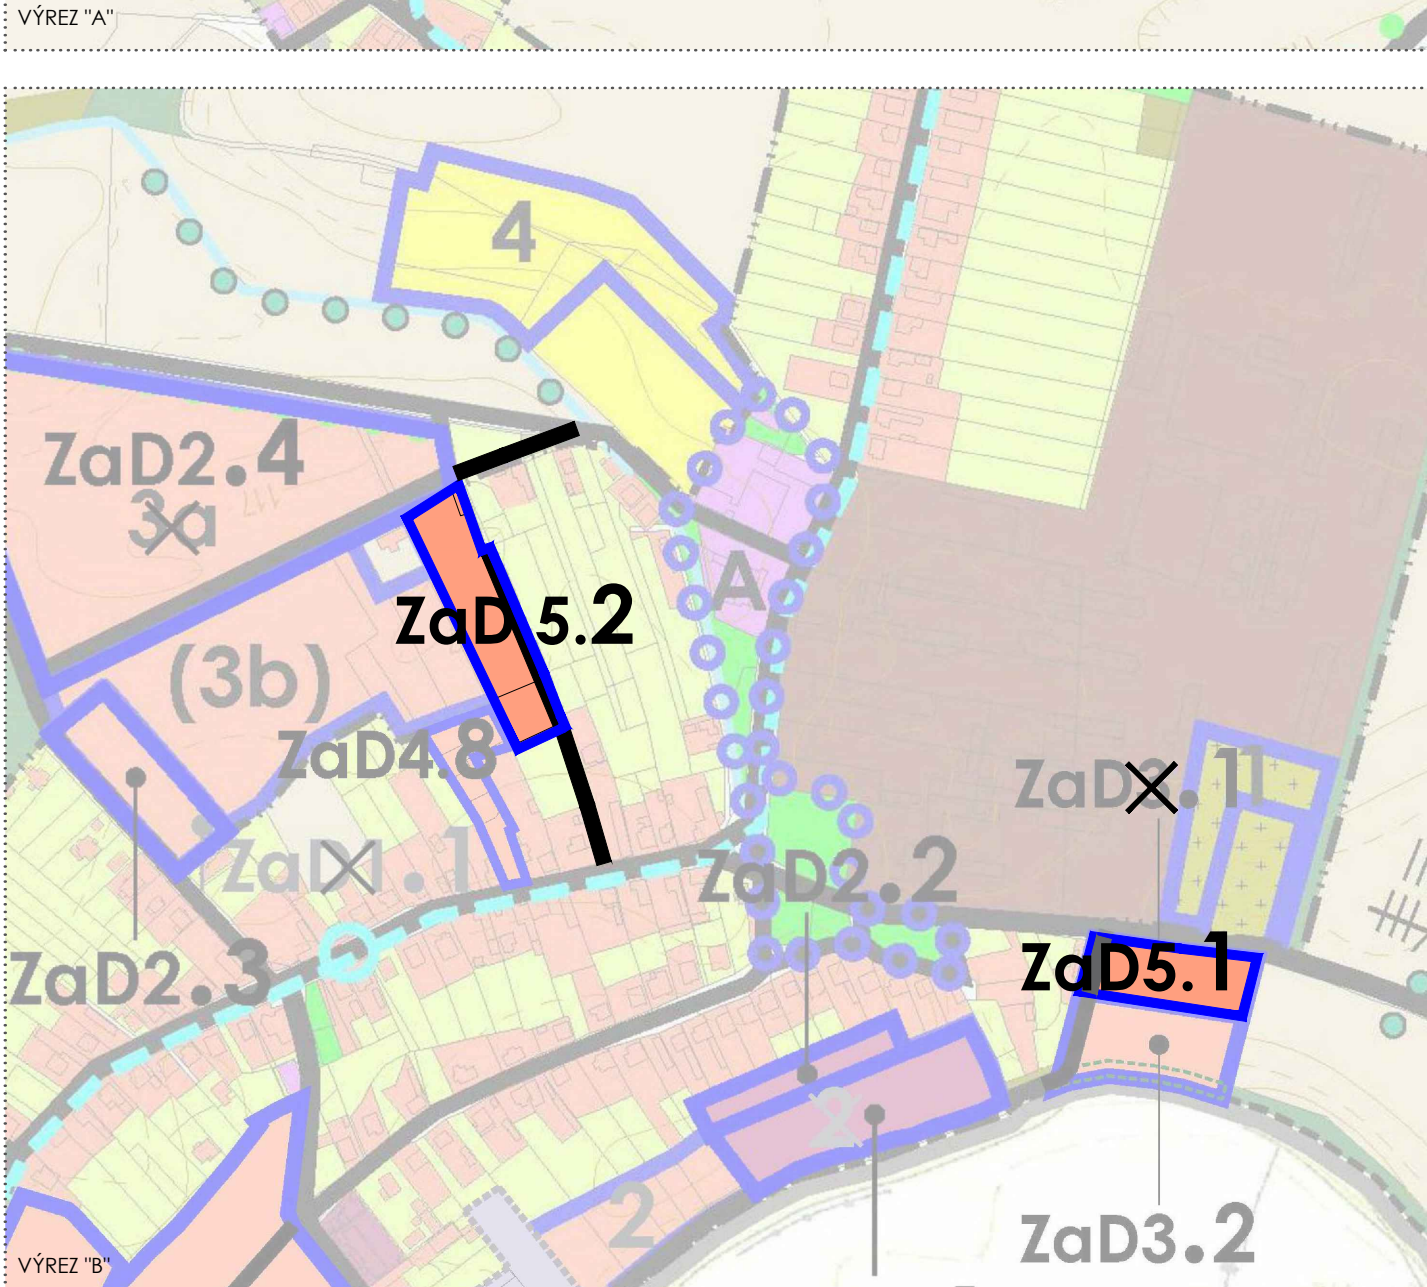 VÝREZ "A"
4
ZaD2.4
3a
A
ZaD 5.2
(3b)
ZaD4.8
ZaD3.11
ZaD1.1
ZaD2.2
ZaD2.3
ZaD5.1
2
2
ZaD3.2
VÝREZ "B"